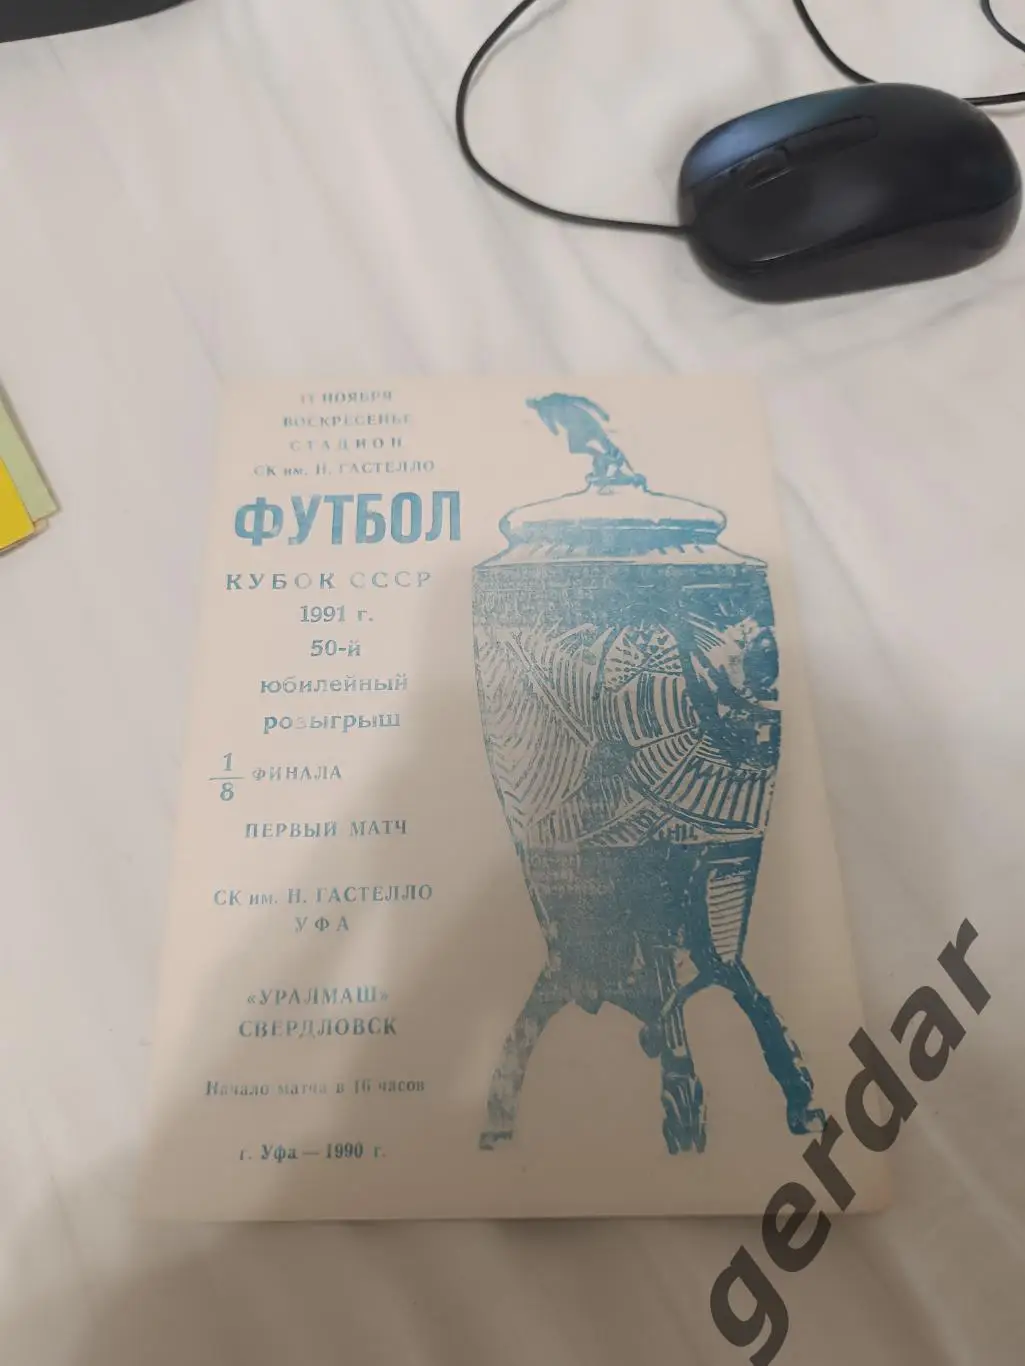 11 НОЯБРЯ
ВОСКРЕСЕНЬЕ
СТАДИОН
СК им. Н. ГАСТЕЛЛО
ФУТБОЛ
КУБОК СССР
1991 г.
50-й
юбилейный
розыгрыш
1/8 ФИНАЛА
ПЕРВЫЙ МАТЧ
СК им. Н. ГАСТЕЛЛО
УФА
«УРАЛМАШ»
СВЕРДЛОВСК
Начало матча в 16 часов
г. Уфа — 1990 г.
gerdar